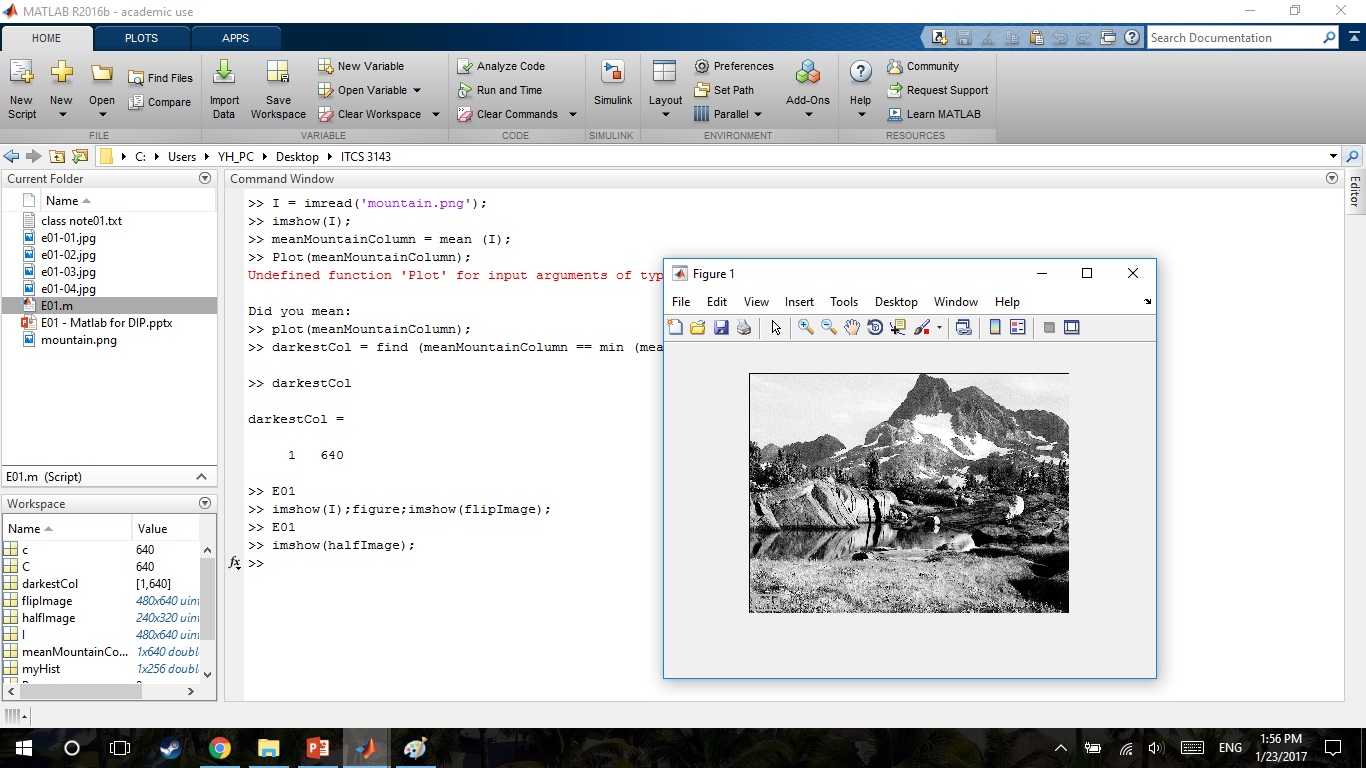 MATLAB R2016b - academic use
HOME PLOTS APPS
Search Documentation
New Script
New
Open
Find Files
Compare
FILE
Import Data
Save Workspace
New Variable
Open Variable
Clear Workspace
VARIABLE
Analyze Code
Run and Time
Clear Commands
CODE
Simulink
SIMULINK
Layout
Preferences
Set Path
Parallel
Add-Ons
ENVIRONMENT
Help
Community
Request Support
Learn MATLAB
RESOURCES
C: Users YH_PC Desktop ITCS 3143
Current Folder
Name
class note01.txt
e01-01.jpg
e01-02.jpg
e01-03.jpg
e01-04.jpg
E01.m
E01 - Matlab for DIP.pptx
mountain.png
E01.m (Script)
Workspace
Name Value
c 640
C 640
darkestCol [1,640]
flipImage 480x640 uin
halfImage 240x320 uin
I 480x640 uin
meanMountainCo... 1x640 doubl
myHist 1x256 doubl
Command Window
>> I = imread('mountain.png');
>> imshow(I);
>> meanMountainColumn = mean (I);
>> Plot(meanMountainColumn);
Undefined function 'Plot' for input arguments of typ
Did you mean:
>> plot(meanMountainColumn);
>> darkestCol = find (meanMountainColumn == min (mea
>> darkestCol
darkestCol =
1 640
>> E01
>> imshow(I);figure;imshow(flipImage);
>> E01
>> imshow(halfImage);
fx >>
Editor
Figure 1
File Edit View Insert Tools Desktop Window Help
ENG
1:56 PM
1/23/2017